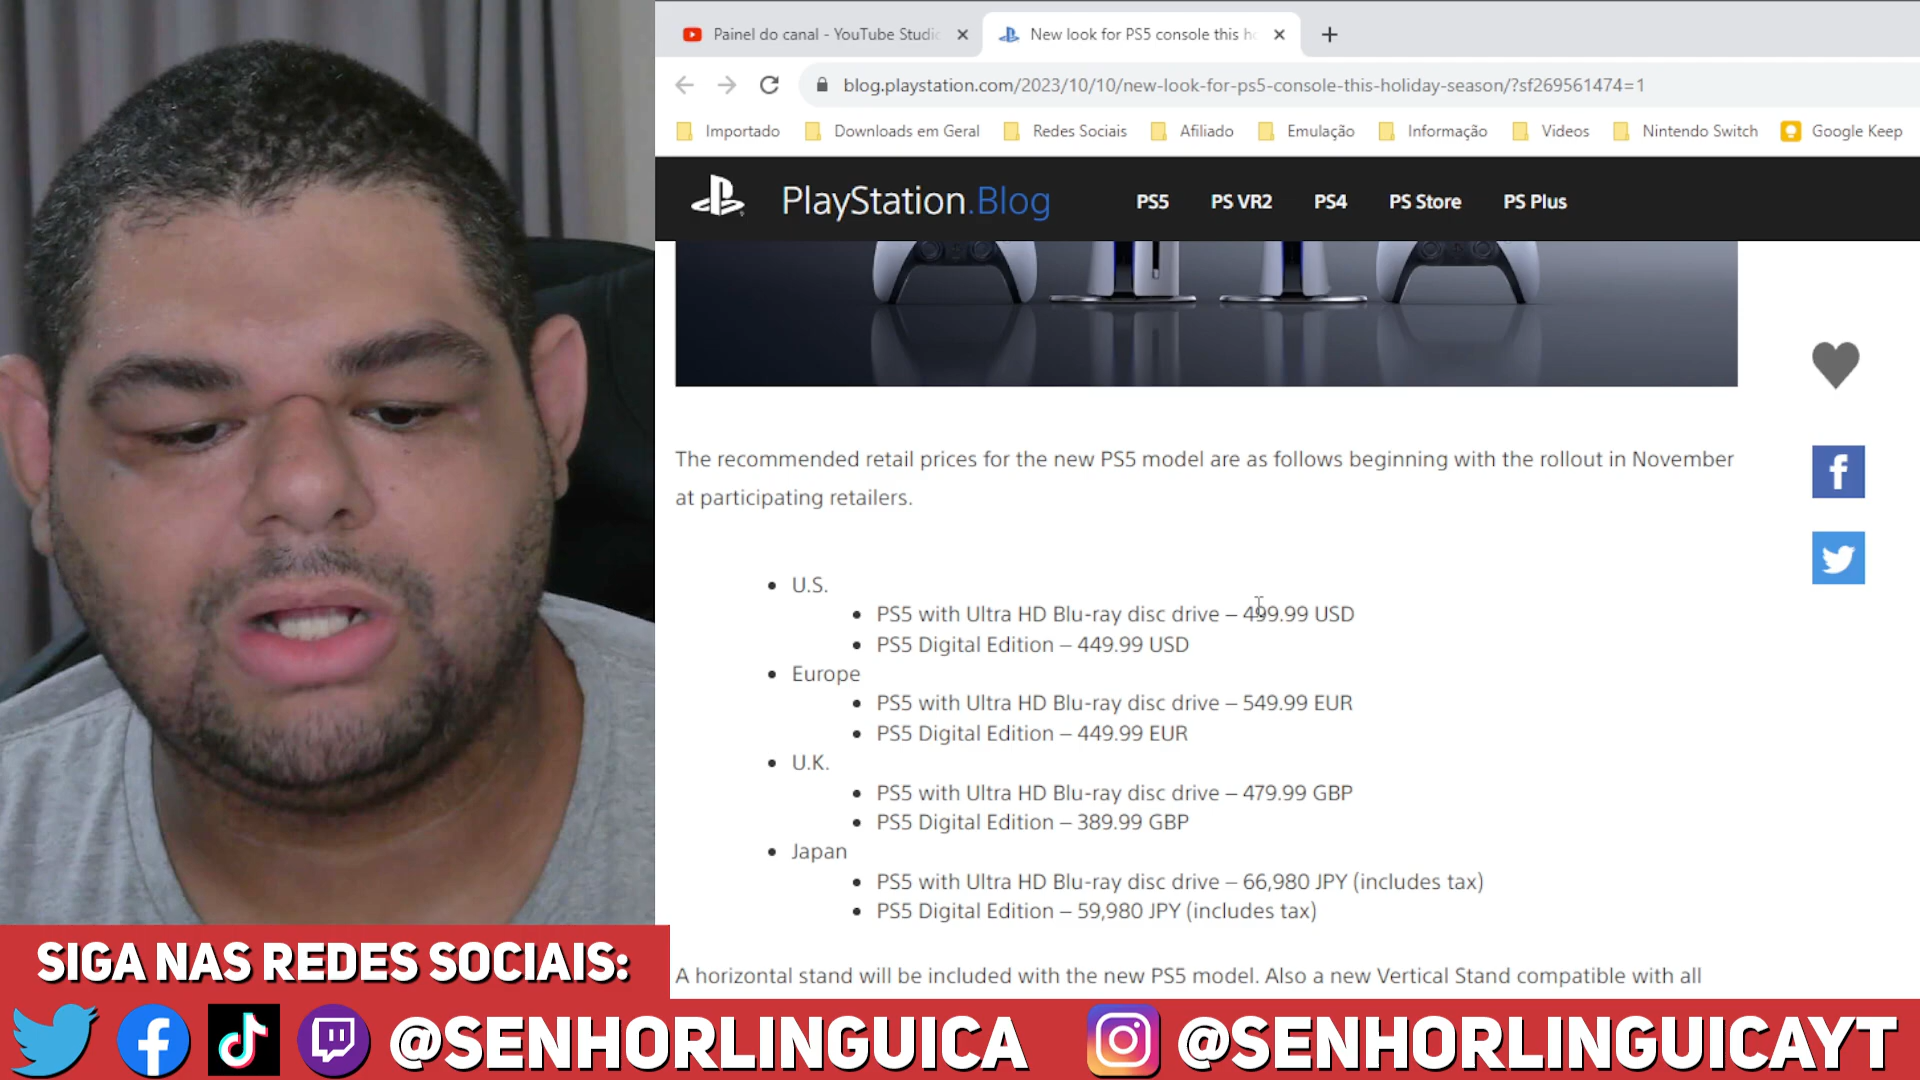 Painel do canal - YouTube Studio
New look for PS5 console this ho
blog.playstation.com/2023/10/10/new-look-for-ps5-console-this-holiday-season/?sf269561474=1
Importado
Downloads em Geral
Redes Sociais
Afiliado
Emulação
Informação
Videos
Nintendo Switch
Google Keep
PlayStation.Blog
PS5
PS VR2
PS4
PS Store
PS Plus
The recommended retail prices for the new PS5 model are as follows beginning with the rollout in November
at participating retailers.
• U.S.
• PS5 with Ultra HD Blu-ray disc drive – 499.99 USD
• PS5 Digital Edition – 449.99 USD
• Europe
• PS5 with Ultra HD Blu-ray disc drive – 549.99 EUR
• PS5 Digital Edition – 449.99 EUR
• U.K.
• PS5 with Ultra HD Blu-ray disc drive – 479.99 GBP
• PS5 Digital Edition – 389.99 GBP
• Japan
• PS5 with Ultra HD Blu-ray disc drive – 66,980 JPY (includes tax)
• PS5 Digital Edition – 59,980 JPY (includes tax)
A horizontal stand will be included with the new PS5 model. Also a new Vertical Stand compatible with all
SIGA NAS REDES SOCIAIS:
@SENHORLINGUICA
@SENHORLINGUICAYT